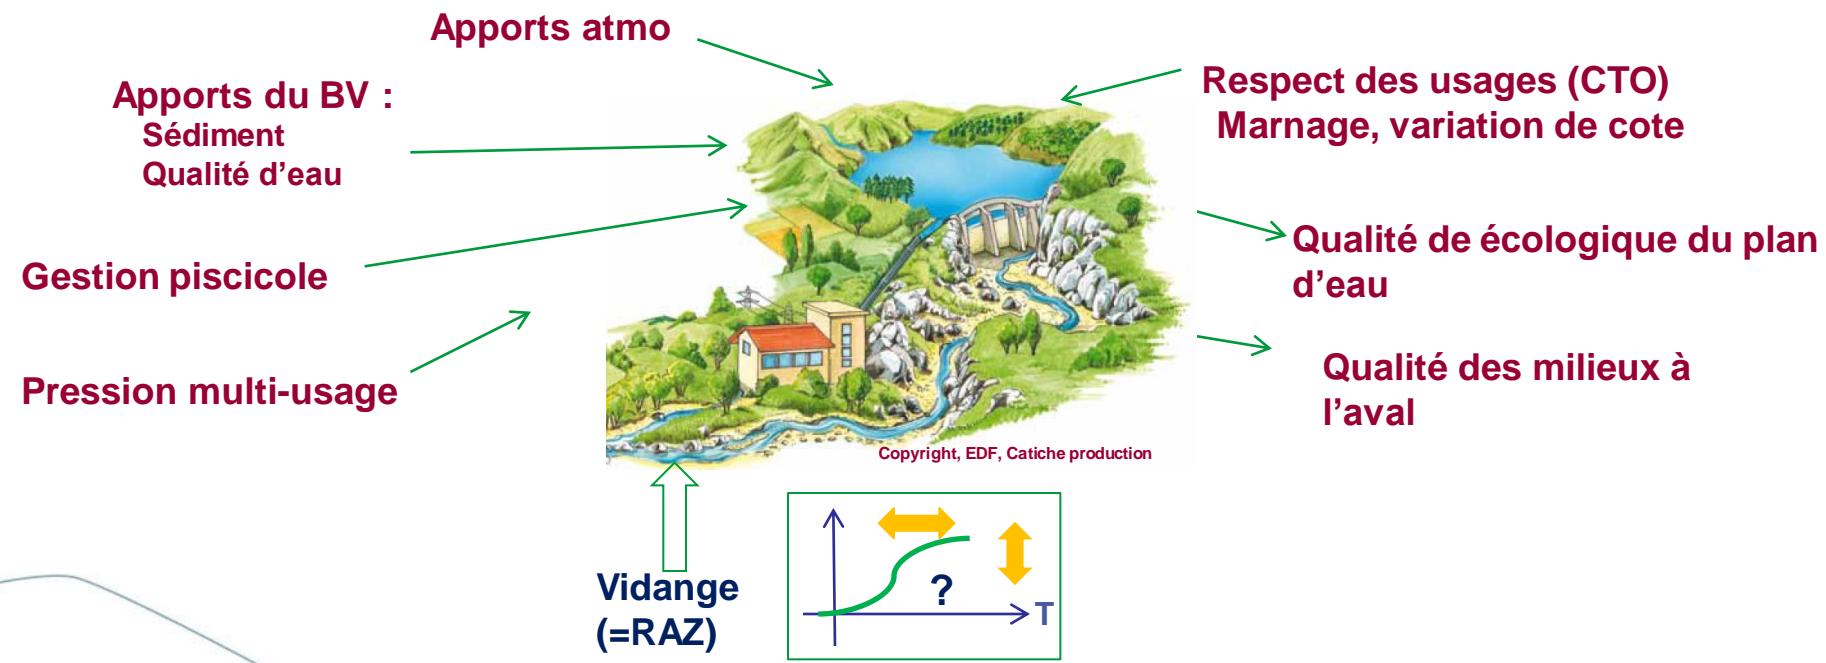 Apports atmo
Apports du BV :
Sédiment
Qualité d'eau
Respect des usages (CTO)
Marnage, variation de cote
Gestion piscicole
Qualité de écologique du plan
d'eau
Pression multi-usage
Qualité des milieux à
l'aval
Copyright, EDF, Catiche production
Vidange
(=RAZ)
?
T